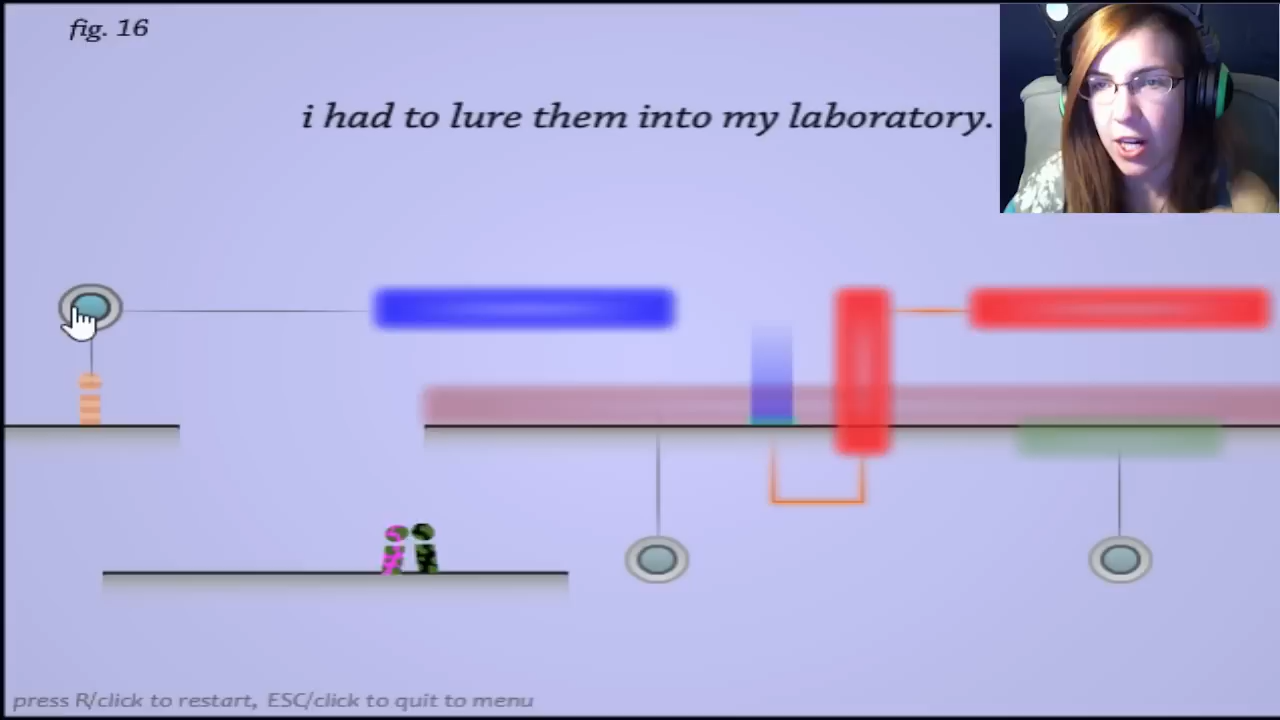 fig. 16
i had to lure them into my laboratory.
press R/click to restart, ESC/click to quit to menu